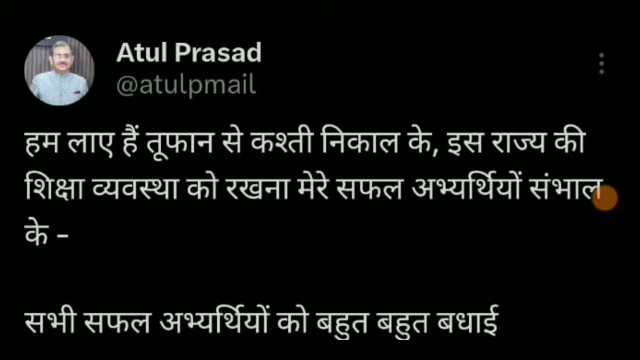 Atul Prasad
@atulpmail
हम लाए हैं तूफान से कश्ती निकाल के, इस राज्य की
शिक्षा व्यवस्था को रखना मेरे सफल अभ्यर्थियों संभाल
के -
सभी सफल अभ्यर्थियों को बहुत बहुत बधाई